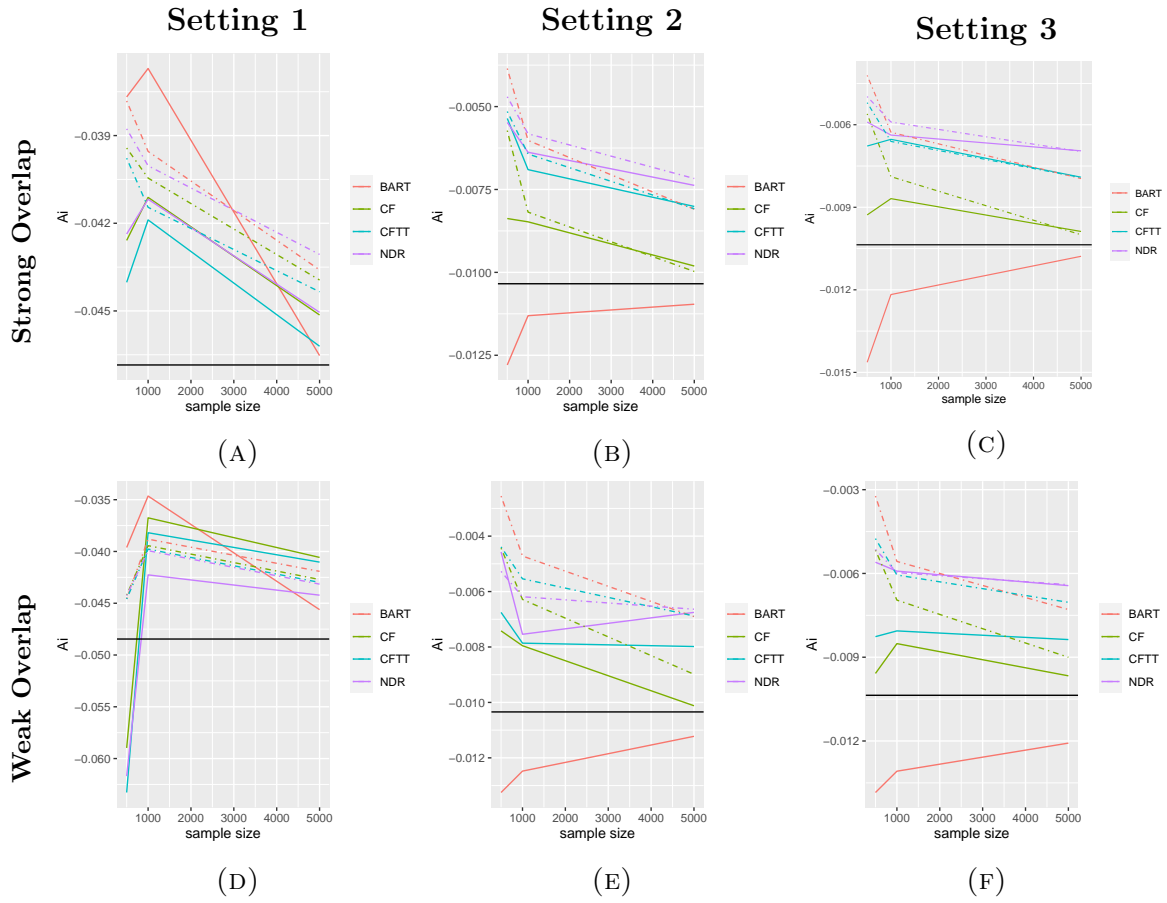 Setting 1
Setting 2
Setting 3
Strong Overlap
Ai
−0.039
−0.042
−0.045
1000 2000 3000 4000 5000
sample size
BART
CF
CFTT
NDR
(A)
Ai
−0.0050
−0.0075
−0.0100
−0.0125
1000 2000 3000 4000 5000
sample size
BART
CF
CFTT
NDR
(B)
Ai
−0.006
−0.009
−0.012
−0.015
1000 2000 3000 4000 5000
sample size
BART
CF
CFTT
NDR
(C)
Weak Overlap
Ai
−0.035
−0.040
−0.045
−0.050
−0.055
−0.060
1000 2000 3000 4000 5000
sample size
BART
CF
CFTT
NDR
(D)
Ai
−0.004
−0.006
−0.008
−0.010
−0.012
1000 2000 3000 4000 5000
sample size
BART
CF
CFTT
NDR
(E)
Ai
−0.003
−0.006
−0.009
−0.012
1000 2000 3000 4000 5000
sample size
BART
CF
CFTT
NDR
(F)